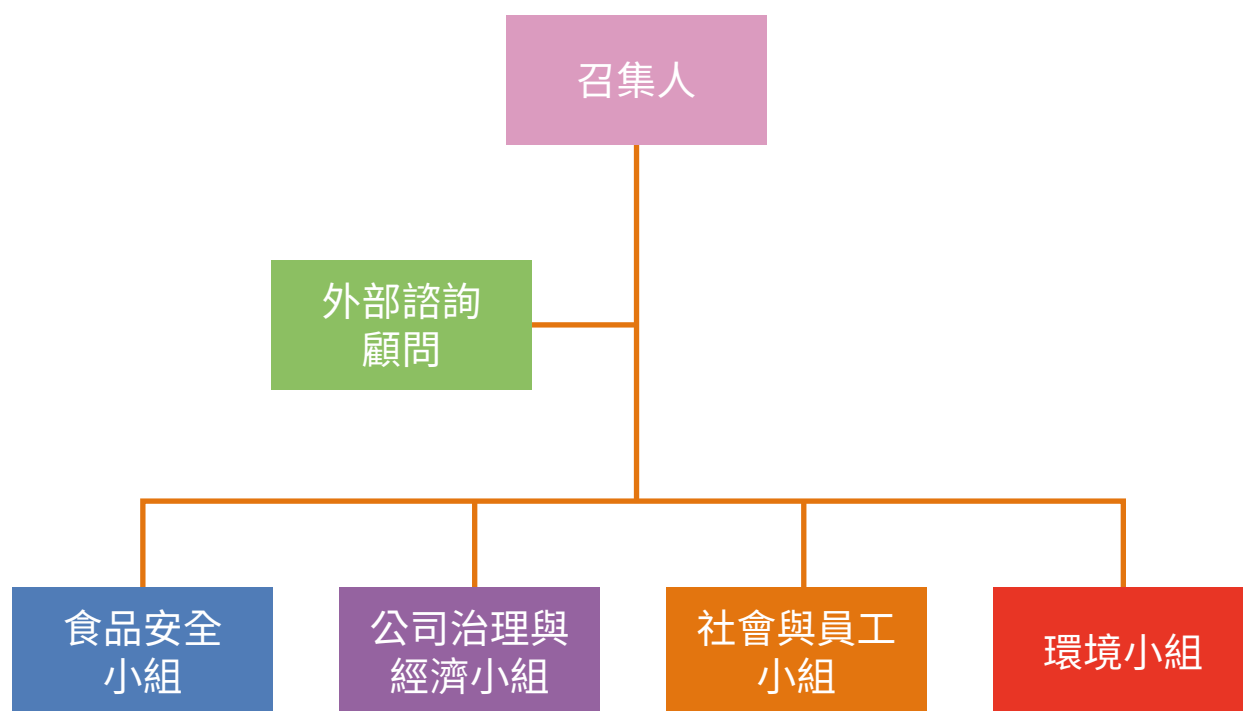 召集人
外部諮詢
顧問
食品安全
小組
公司治理與
經濟小組
社會與員工
小組
環境小組